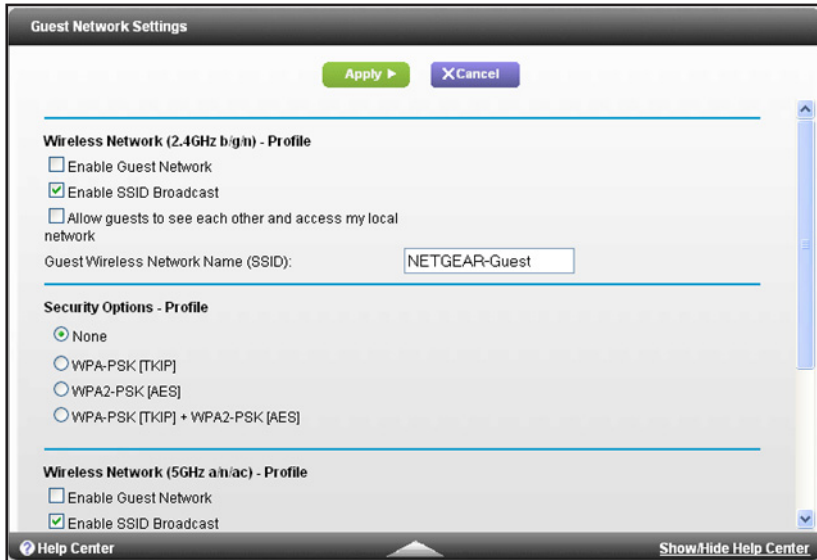 Guest Network Settings
Apply
XCancel
Wireless Network (2.4GHz b/g/n) - Profile
Enable Guest Network
Enable SSID Broadcast
Allow guests to see each other and access my local
network
Guest Wireless Network Name (SSID): NETGEAR-Guest
Security Options - Profile
None
WPA-PSK [TKIP]
WPA2-PSK [AES]
WPA-PSK [TKIP] + WPA2-PSK [AES]
Wireless Network (5GHz a/n/ac) - Profile
Enable Guest Network
Enable SSID Broadcast
? Help Center Show/Hide Help Center